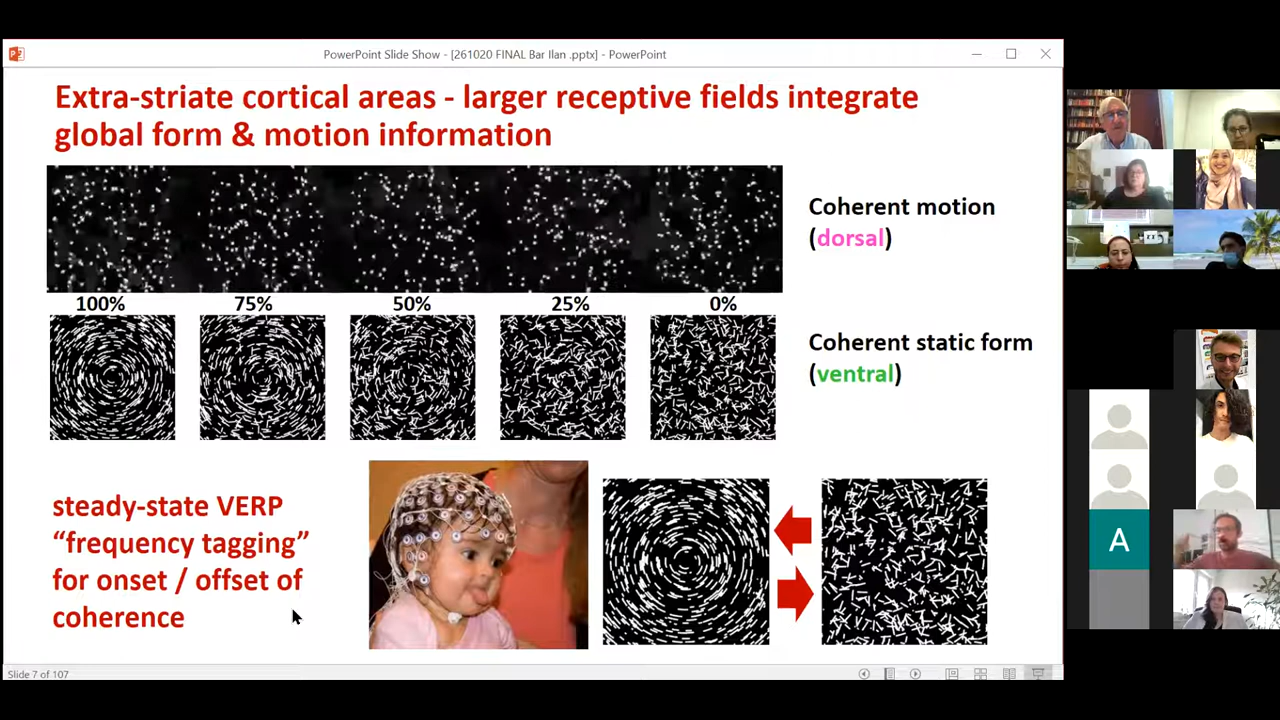 PowerPoint Slide Show - [261020 FINAL Bar Ilan .pptx] - PowerPoint
Extra-striate cortical areas - larger receptive fields integrate
global form & motion information
Coherent motion
(dorsal)
100% 75% 50% 25% 0%
Coherent static form
(ventral)
steady-state VERP
“frequency tagging”
for onset / offset of
coherence
A
Slide 7 of 107